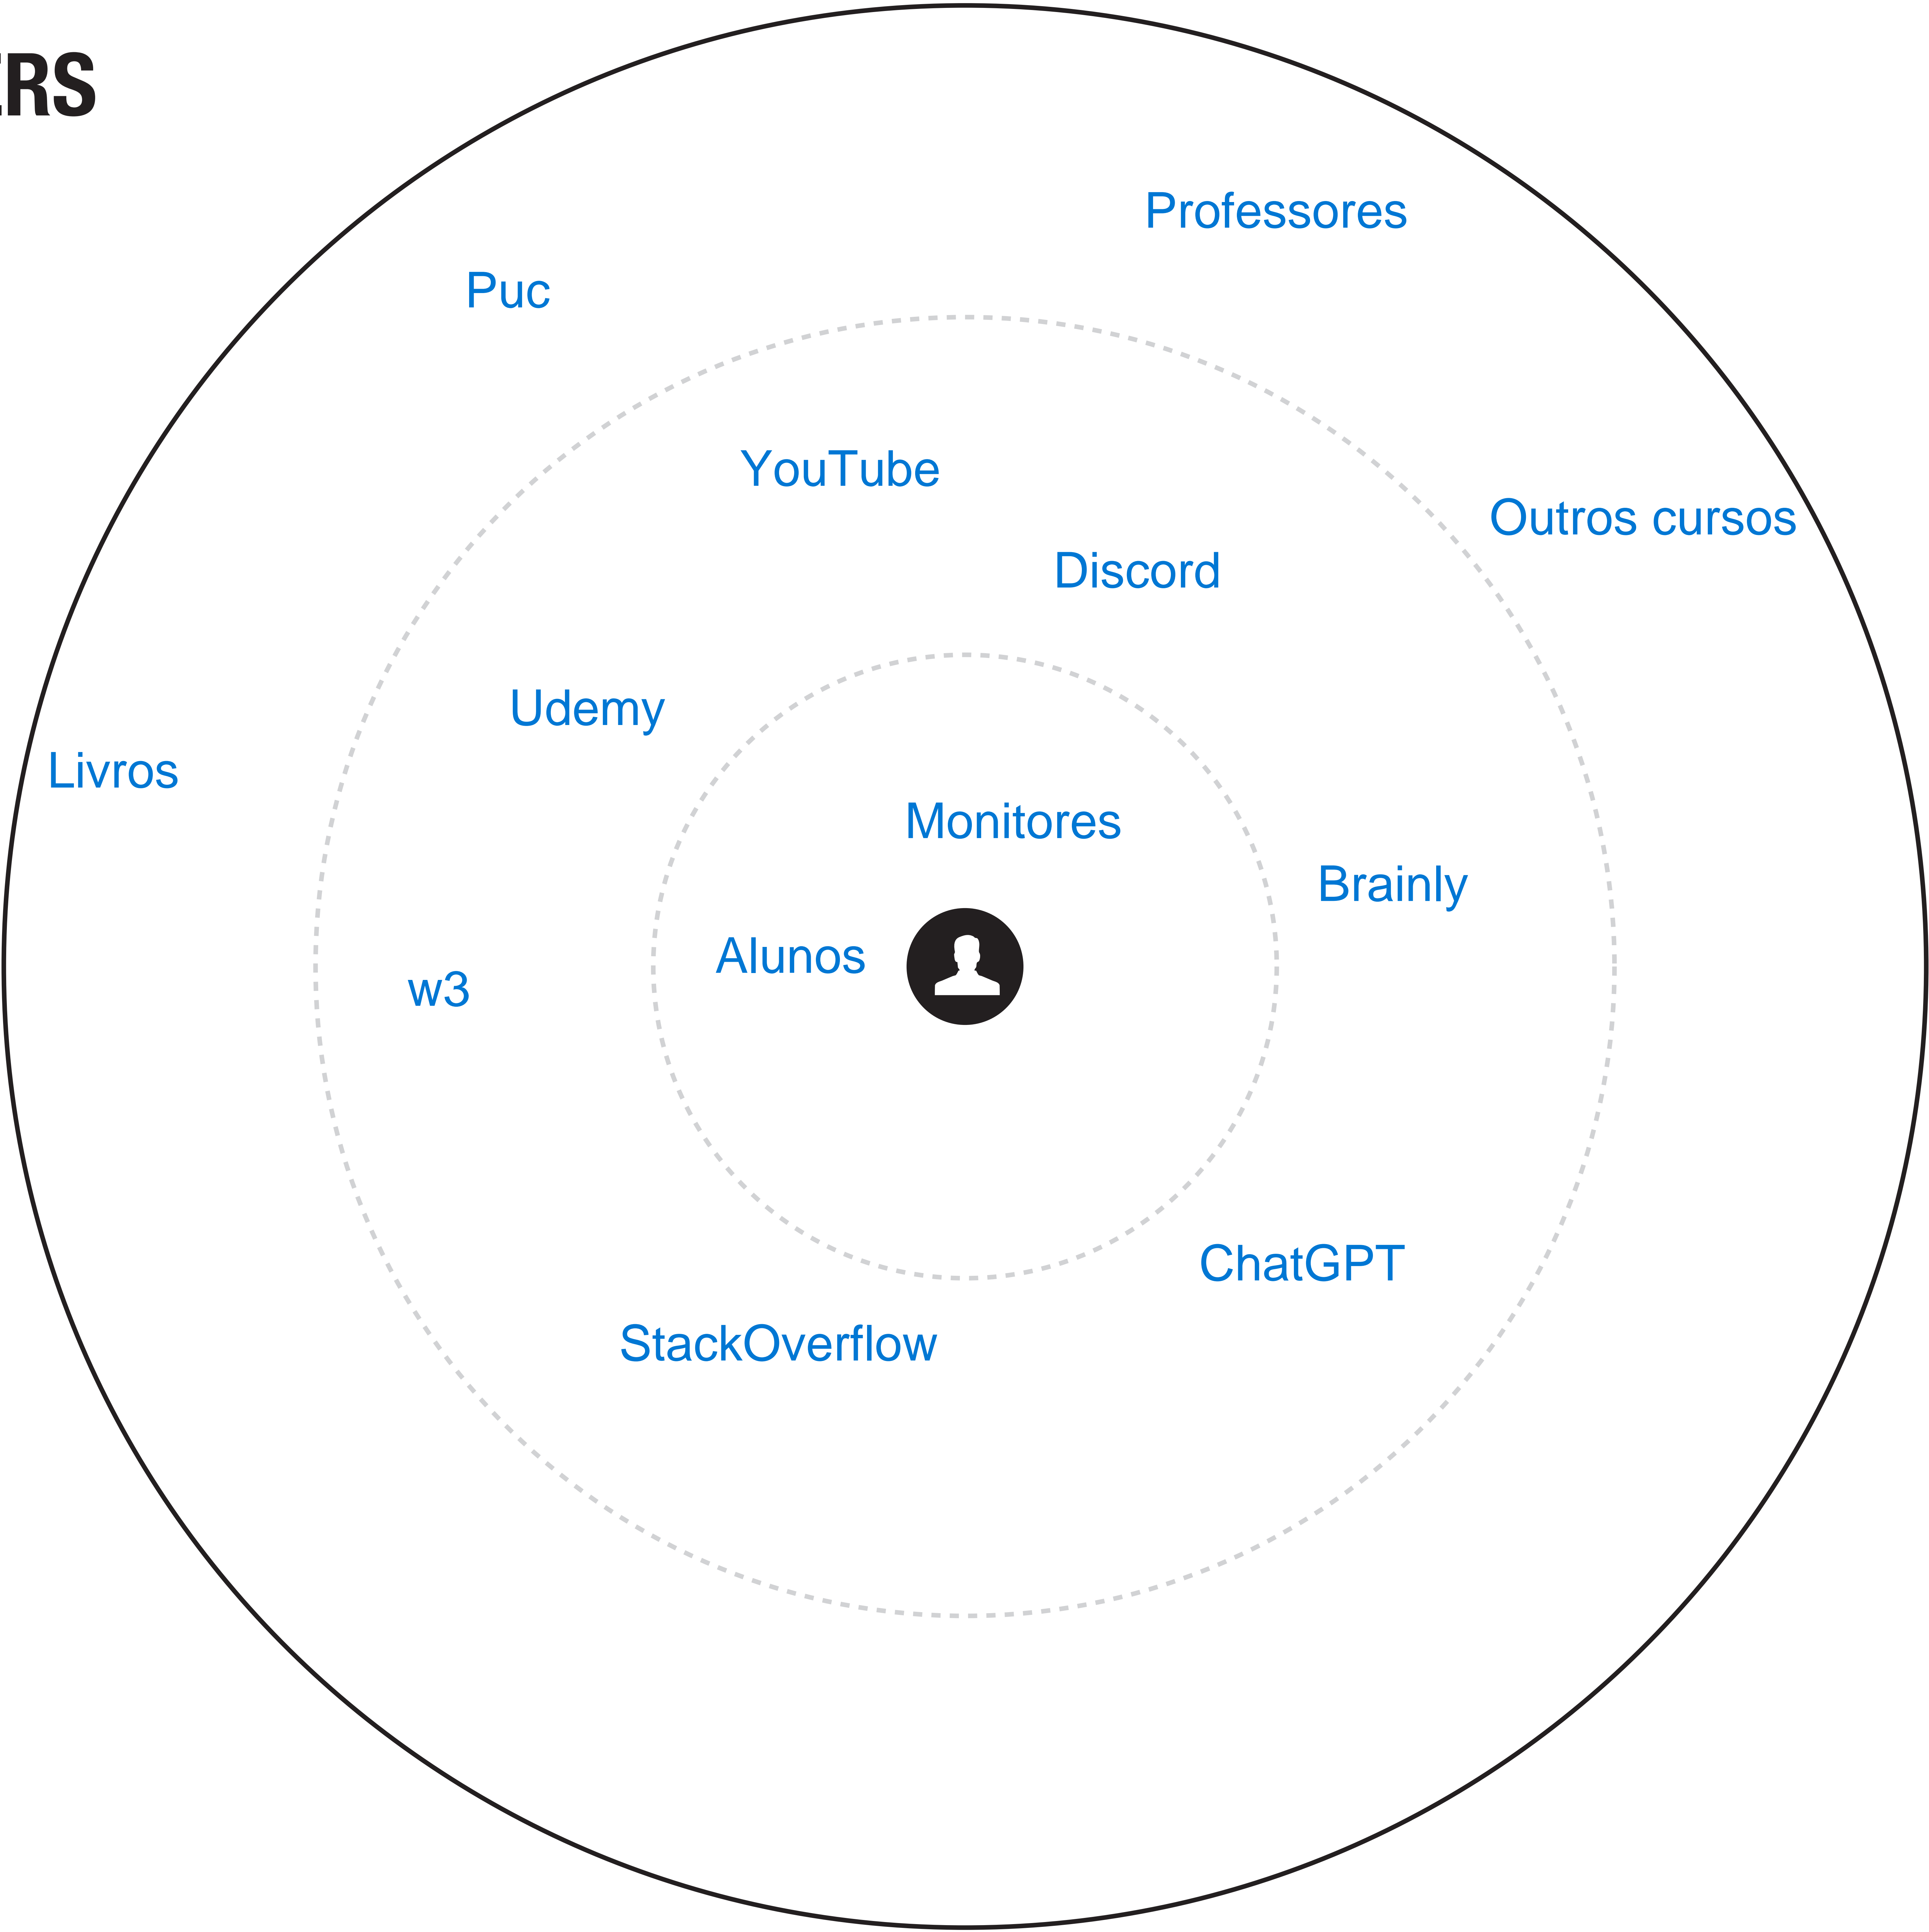 ERS
Professores
Puc
YouTube
Outros cursos
Discord
Udemy
Livros
Monitores
Brainly
Alunos
w3
ChatGPT
StackOverflow